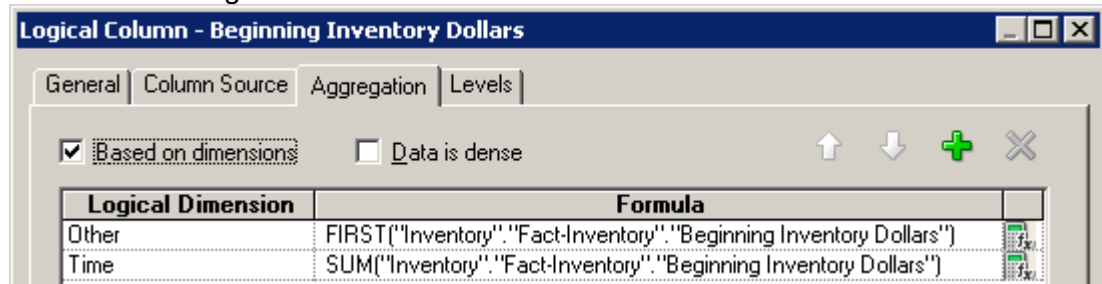 Logical Column - Beginning Inventory Dollars
General Column Source Aggregation Levels
Based on dimensions Data is dense
Logical Dimension Formula
Other FIRST("Inventory"."Fact-Inventory"."Beginning Inventory Dollars")
Time SUM("Inventory"."Fact-Inventory"."Beginning Inventory Dollars")